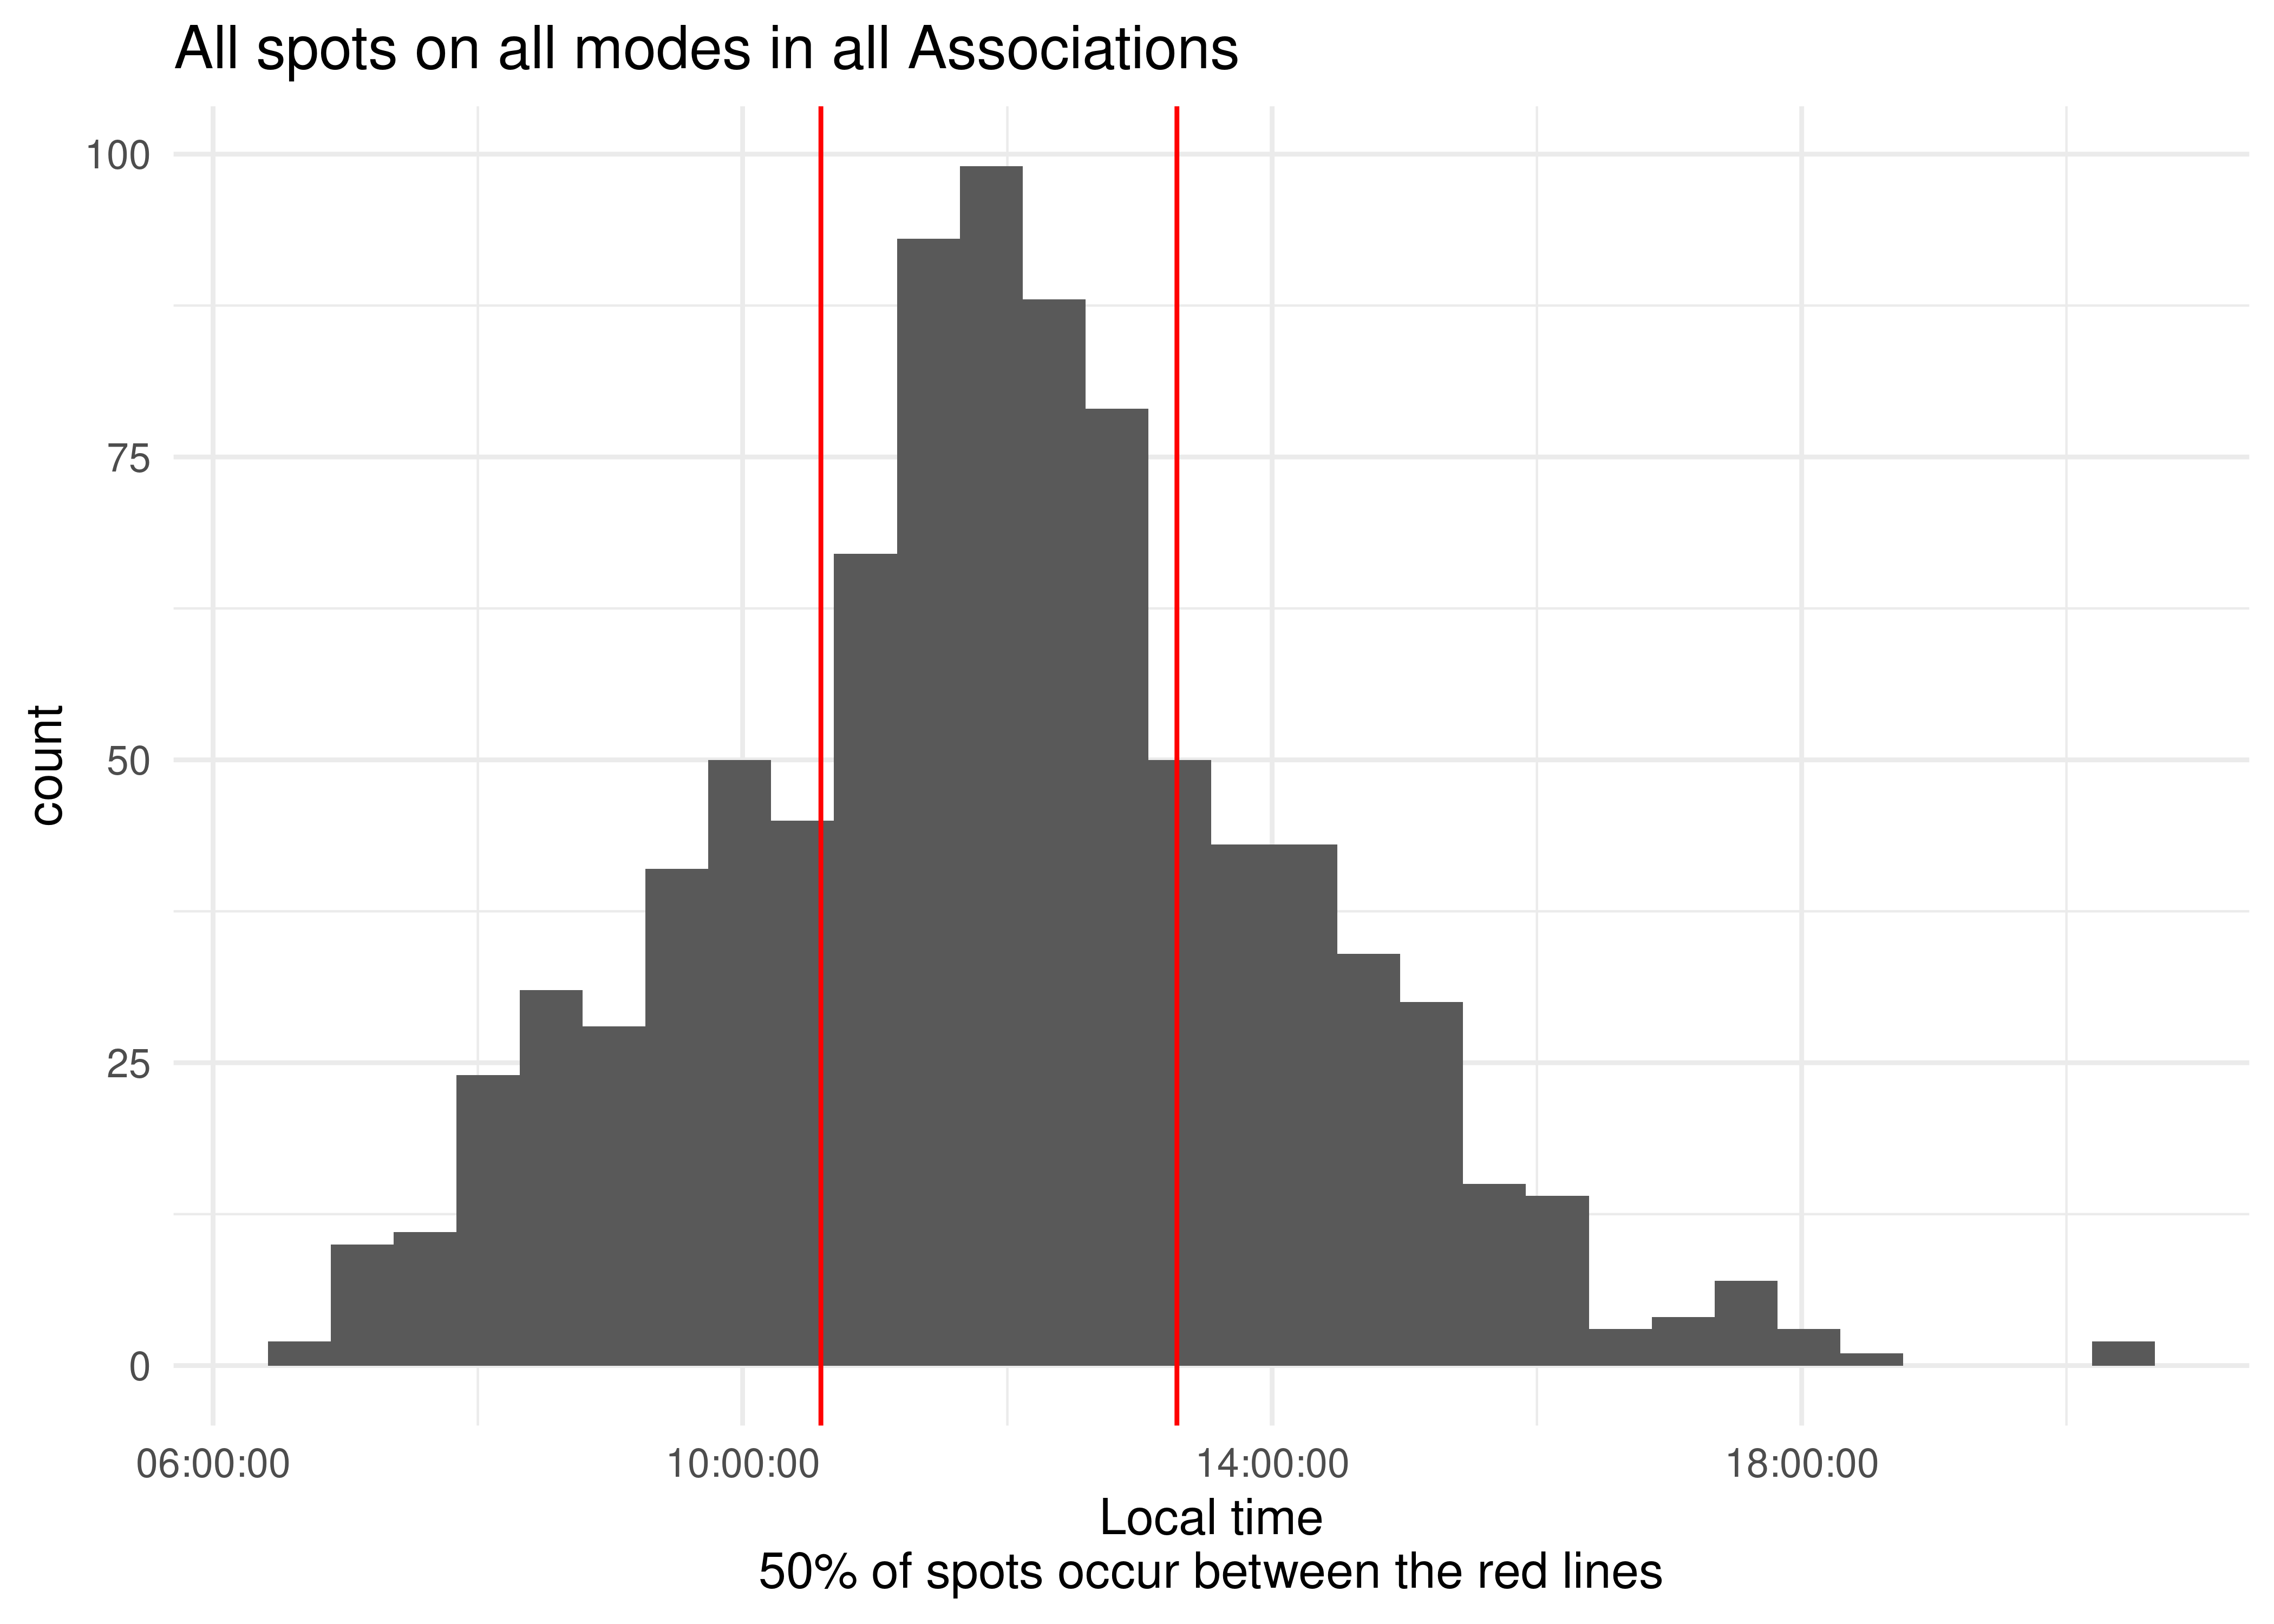 All spots on all modes in all Associations
count
100
75
50
25
0
06:00:00 10:00:00 14:00:00 18:00:00
Local time
50% of spots occur between the red lines